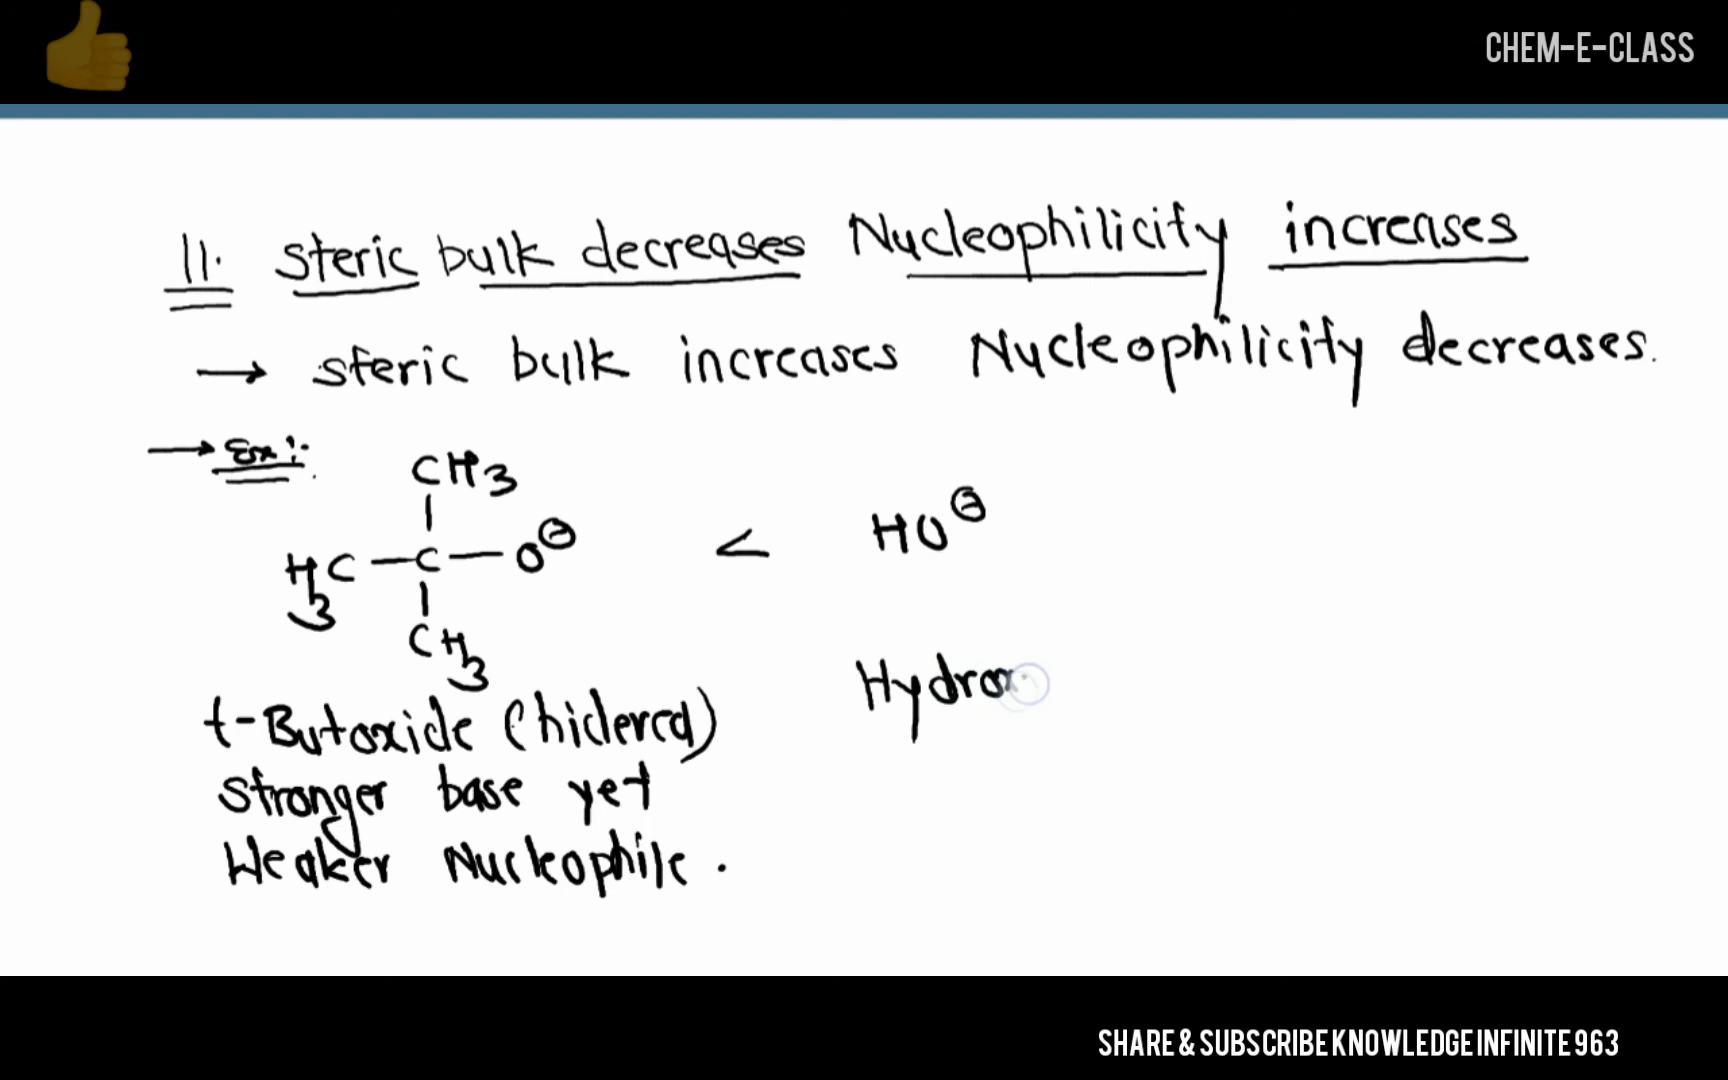 CHEM-E-CLASS
11. Steric bulk decreases Nucleophilicity increases
→ steric bulk increases Nucleophilicity decreases.
→ Ex:-
CH3
H3C-C-O⊖ < HO⊖
CH3
t-Butoxide (hidered) Hydrox
Stronger base yet
Weaker Nucleophile.
SHARE & SUBSCRIBE KNOWLEDGE INFINITE 963